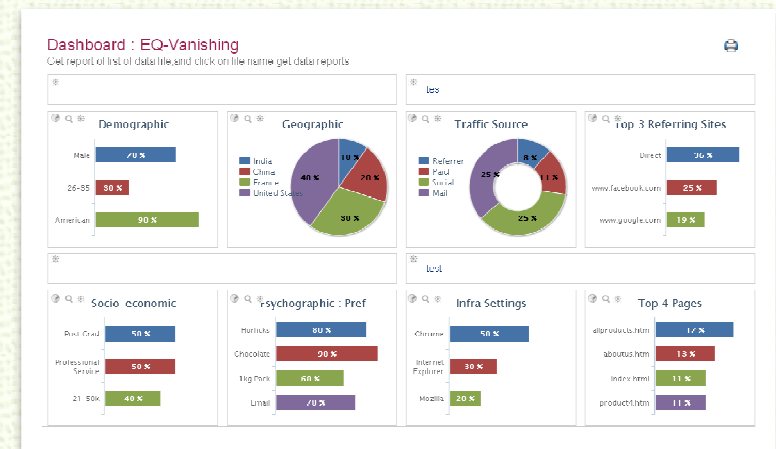 Dashboard : EQ-Vanishing
Get report of list of data file,and click on file name get data reports
tes
Demographic
Male
70 %
26-35
30 %
American
90 %
Geographic
India
China
France
United States
10 %
20 %
30 %
40 %
Traffic Source
Referrer
Paid
Social
Mail
8 %
11 %
25 %
25 %
Top 3 Referring Sites
Direct
36 %
www.facebook.com
25 %
www.google.com
19 %
test
Socio-economic
Post Grad
50 %
Professional
Service
50 %
21-50k
40 %
Psychographic : Pref
Horlicks
80 %
Chocolate
90 %
1kg Pack
60 %
Email
70 %
Infra Settings
Chrome
50 %
Internet
Explorer
30 %
Mozilla
20 %
Top 4 Pages
allproducts.htm
17 %
aboutus.htm
13 %
index.html
11 %
product4.htm
11 %